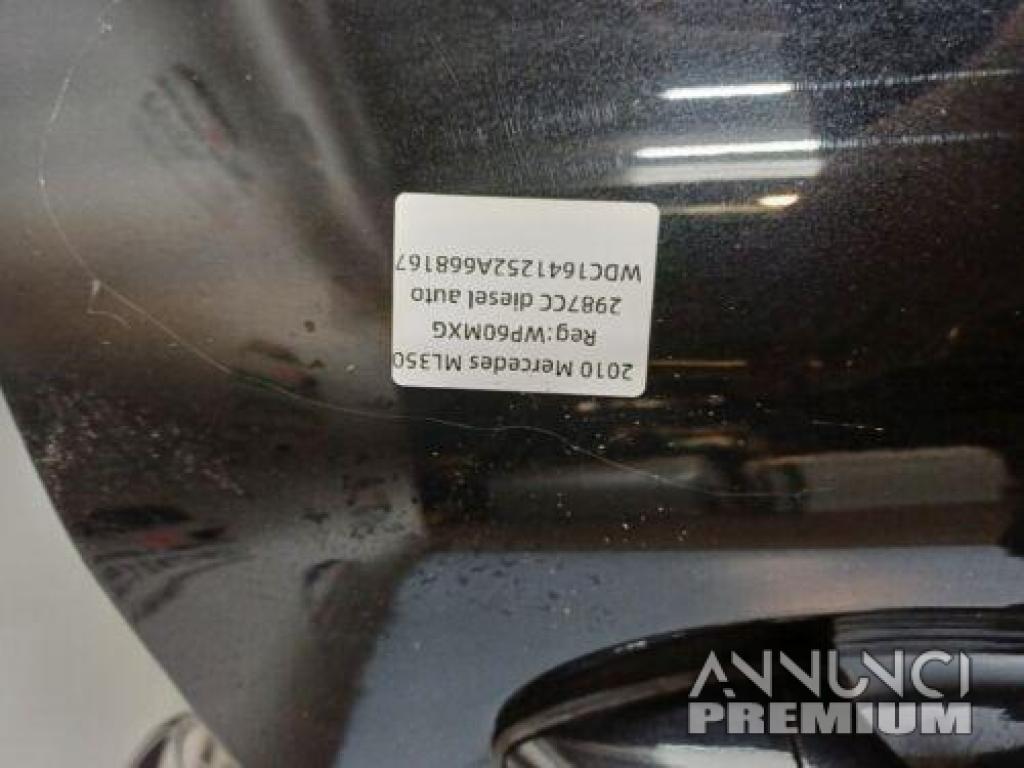 2010 Mercedes ML350
Reg:WP60MXG
2987CC diesel auto
WDC1641252A668167
ANNUNCI
PREMIUM